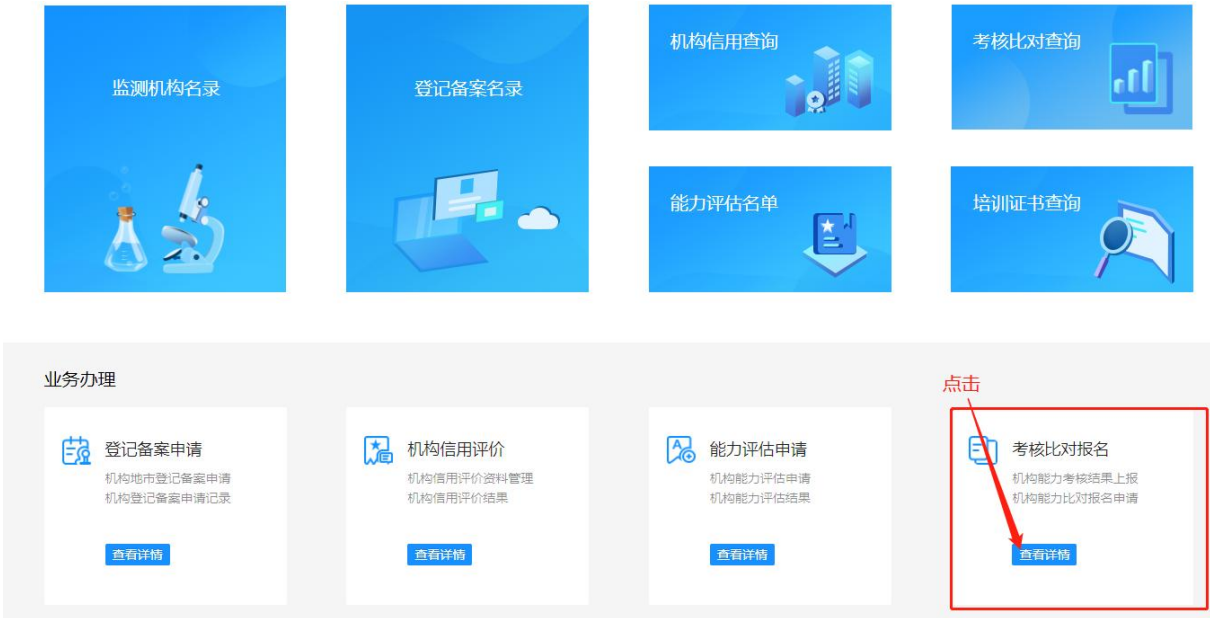 监测机构名录
登记备案名录
机构信用查询
考核比对查询
能力评估名单
培训证书查询
业务办理
点击
登记备案申请
机构地市登记备案申请
机构登记备案申请记录
查看详情
机构信用评价
机构信用评价资料管理
机构信用评价结果
查看详情
能力评估申请
机构能力评估申请
机构能力评估结果
查看详情
考核比对报名
机构能力考核结果上报
机构能力比对报名申请
查看详情